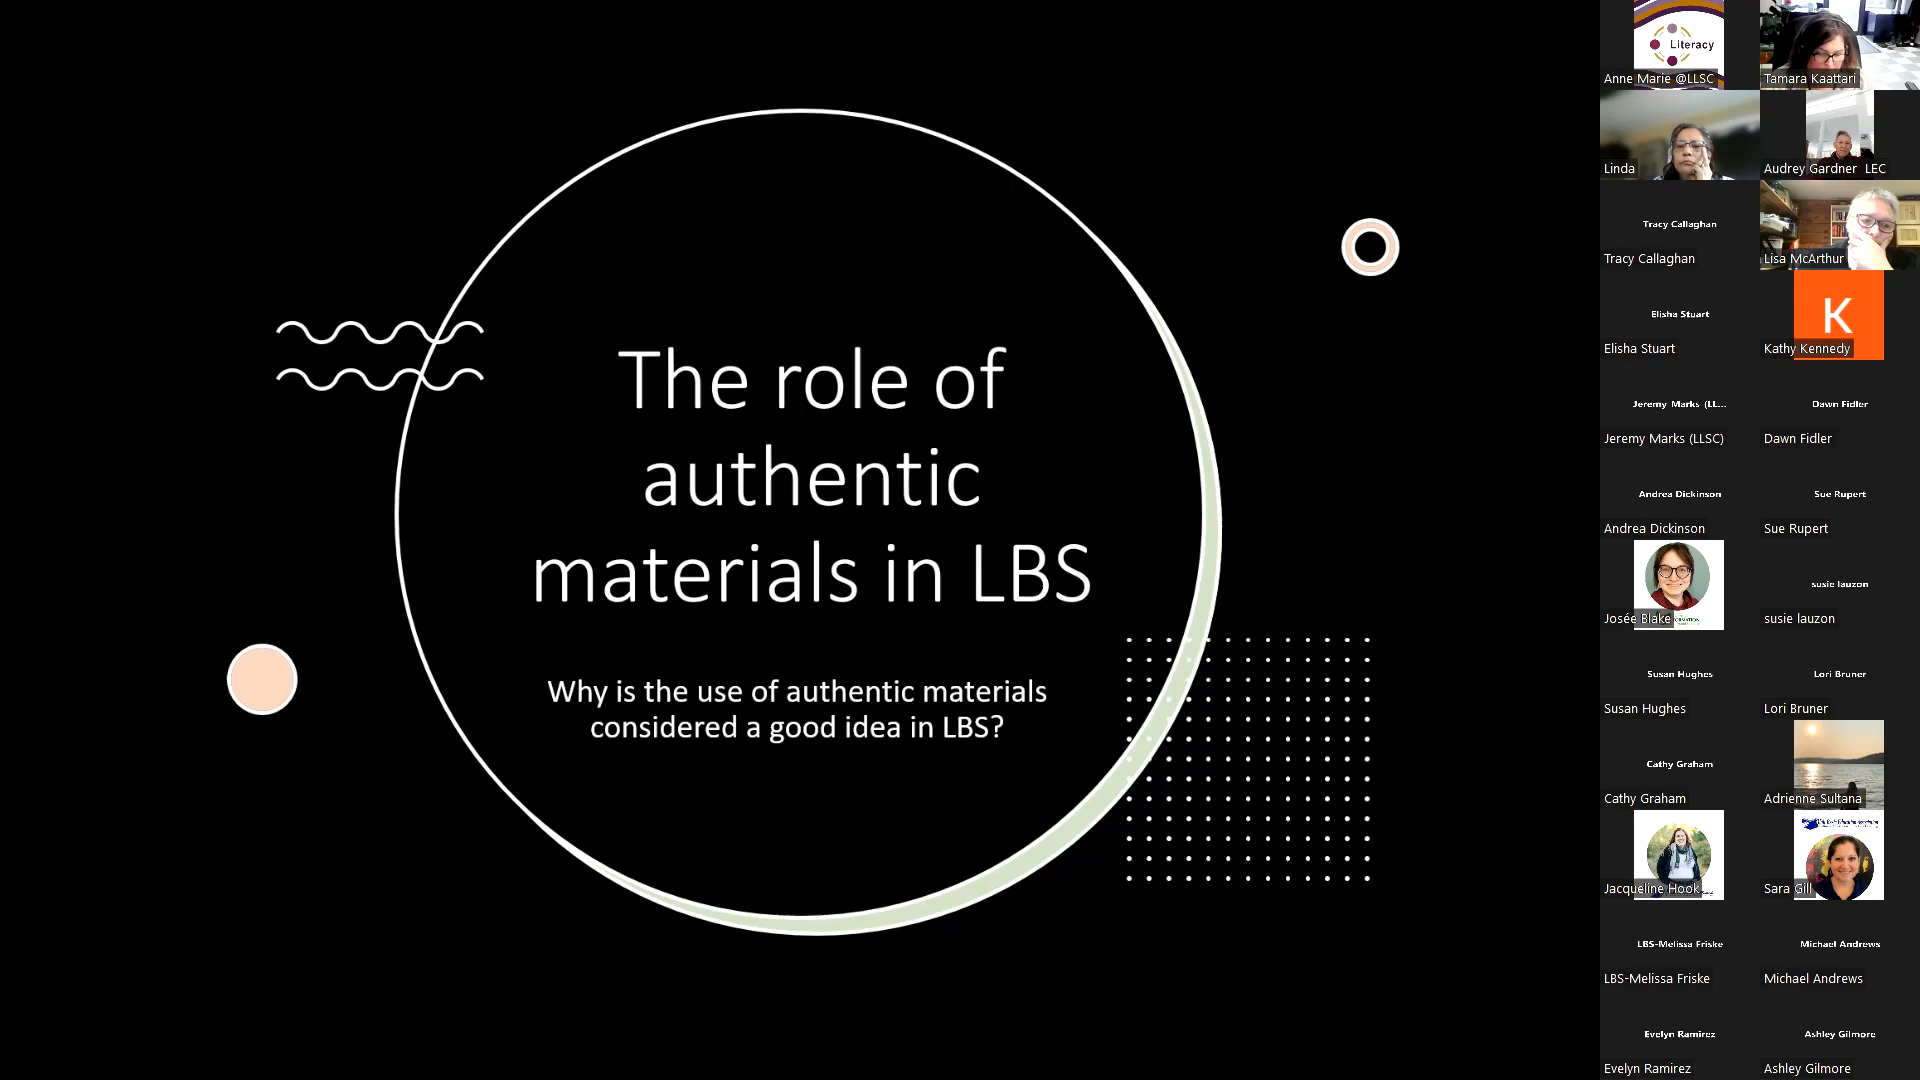 The role of
authentic
materials in LBS
Why is the use of authentic materials
considered a good idea in LBS?
Literacy
Anne Marie @LLSC
Tamara Kaattari
Linda
Audrey Gardner LEC
Tracy Callaghan
Tracy Callaghan
Lisa McArthur
Elisha Stuart
Elisha Stuart
K
Kathy Kennedy
Jeremy Marks (LL...
Jeremy Marks (LLSC)
Dawn Fidler
Dawn Fidler
Andrea Dickinson
Andrea Dickinson
Sue Rupert
Sue Rupert
Josée Blake
susie lauzon
susie lauzon
Susan Hughes
Susan Hughes
Lori Bruner
Lori Bruner
Cathy Graham
Cathy Graham
Adrienne Sultana
Jacqueline Hook
Sara Gill
LBS-Melissa Friske
LBS-Melissa Friske
Michael Andrews
Michael Andrews
Evelyn Ramirez
Evelyn Ramirez
Ashley Gilmore
Ashley Gilmore